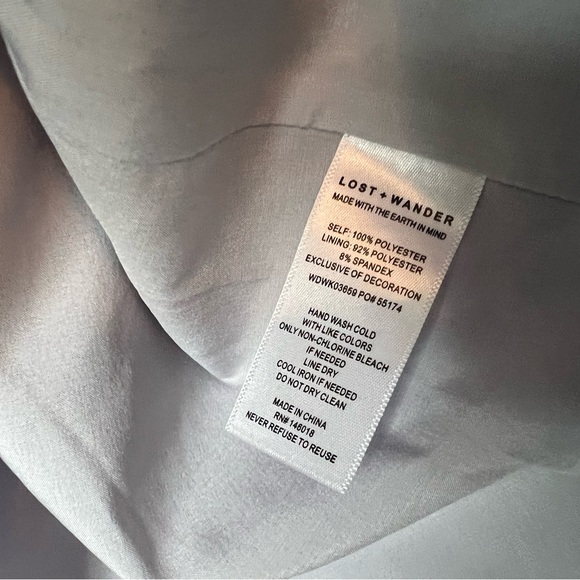 LOST + WANDER
MADE WITH THE EARTH IN MIND
SELF: 100% POLYESTER
LINING: 92% POLYESTER
8% SPANDEX
EXCLUSIVE OF DECORATION
WDWK03659 PO# 55174
HAND WASH COLD
WITH LIKE COLORS
ONLY NON-CHLORINE BLEACH
IF NEEDED
LINE DRY
COOL IRON IF NEEDED
DO NOT DRY CLEAN
MADE IN CHINA
RN# 146018
NEVER REFUSE TO REUSE